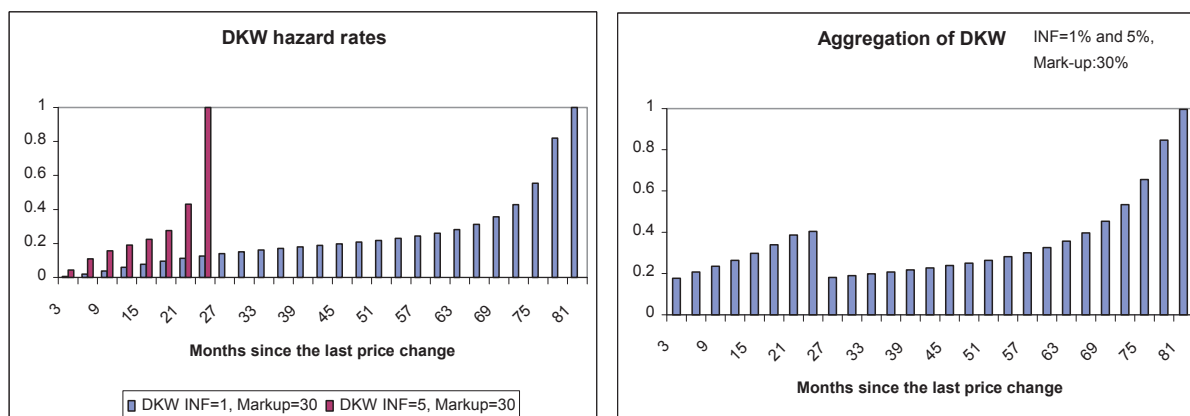 DKW hazard rates
1
0.8
0.6
0.4
0.2
0
3 9 15 21 27 33 39 45 51 57 63 69 75 81
Months since the last price change
DKW INF=1, Markup=30 DKW INF=5, Markup=30
Aggregation of DKW
INF=1% and 5%,
Mark-up:30%
1
0.8
0.6
0.4
0.2
0
3 9 15 21 27 33 39 45 51 57 63 69 75 81
Months since the last price change